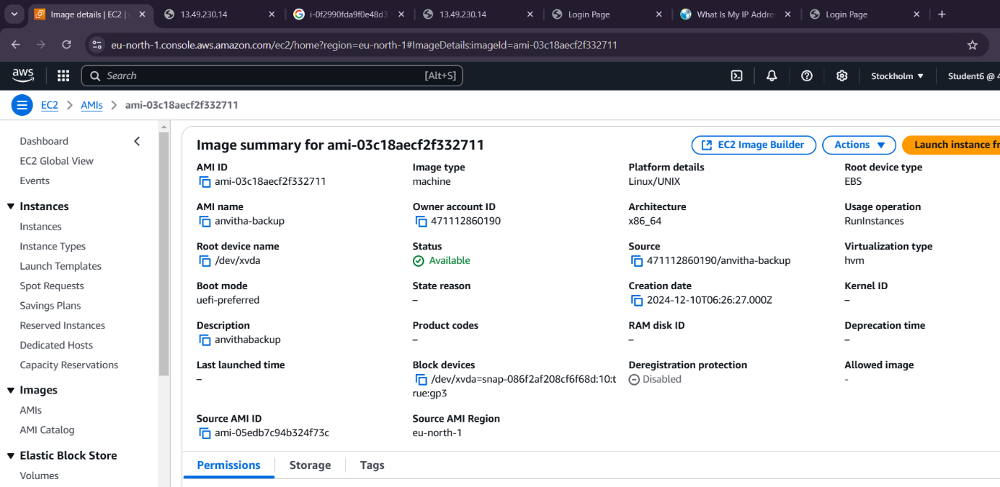 Image details | EC2 | 
13.49.230.14
i-0f2990fda9f0e48d3
13.49.230.14
Login Page
What Is My IP Addre
Login Page
eu-north-1.console.aws.amazon.com/ec2/home?region=eu-north-1#ImageDetails:imageId=ami-03c18aecf2f332711
aws
Search
[Alt+S]
Stockholm
Student6 @ 4
EC2
AMIs
ami-03c18aecf2f332711
Dashboard
EC2 Global View
Events
Instances
Instances
Instance Types
Launch Templates
Spot Requests
Savings Plans
Reserved Instances
Dedicated Hosts
Capacity Reservations
Images
AMIs
AMI Catalog
Elastic Block Store
Volumes
Image summary for ami-03c18aecf2f332711
EC2 Image Builder
Actions
Launch instance fr
AMI ID
ami-03c18aecf2f332711
Image type
machine
Platform details
Linux/UNIX
Root device type
EBS
AMI name
anvitha-backup
Owner account ID
471112860190
Architecture
x86_64
Usage operation
RunInstances
Root device name
/dev/xvda
Status
Available
Source
471112860190/anvitha-backup
Virtualization type
hvm
Boot mode
uefi-preferred
State reason
–
Creation date
2024-12-10T06:26:27.000Z
Kernel ID
–
Description
anvithabackup
Product codes
–
RAM disk ID
–
Deprecation time
–
Last launched time
–
Block devices
/dev/xvda=snap-086f2af208cf6f68d:10:t
rue:gp3
Deregistration protection
Disabled
Allowed image
-
Source AMI ID
ami-05edb7c94b324f73c
Source AMI Region
eu-north-1
Permissions
Storage
Tags